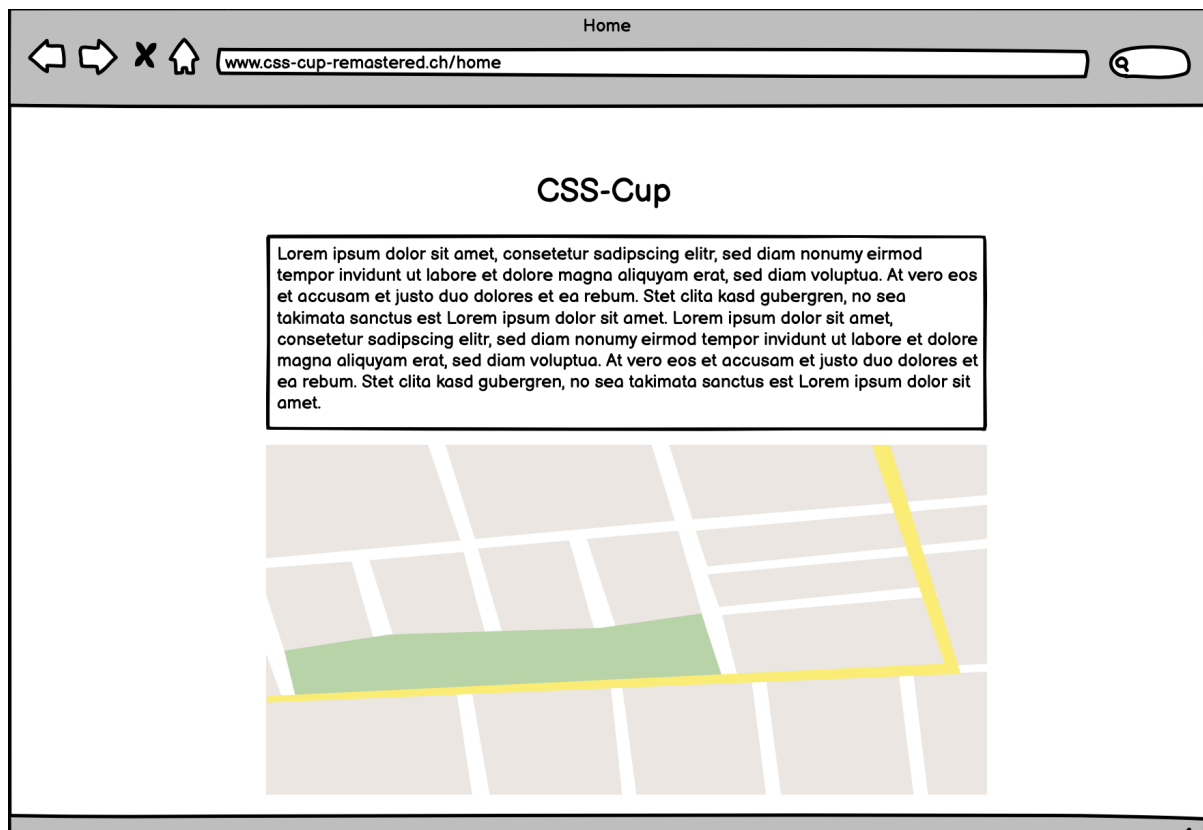 Home
www.css-cup-remastered.ch/home
CSS-Cup
Lorem ipsum dolor sit amet, consetetur sadipscing elitr, sed diam nonumy eirmod
tempor invidunt ut labore et dolore magna aliquyam erat, sed diam voluptua. At vero eos
et accusam et justo duo dolores et ea rebum. Stet clita kasd gubergren, no sea
takimata sanctus est Lorem ipsum dolor sit amet. Lorem ipsum dolor sit amet,
consetetur sadipscing elitr, sed diam nonumy eirmod tempor invidunt ut labore et dolore
magna aliquyam erat, sed diam voluptua. At vero eos et accusam et justo duo dolores et
ea rebum. Stet clita kasd gubergren, no sea takimata sanctus est Lorem ipsum dolor sit
amet.